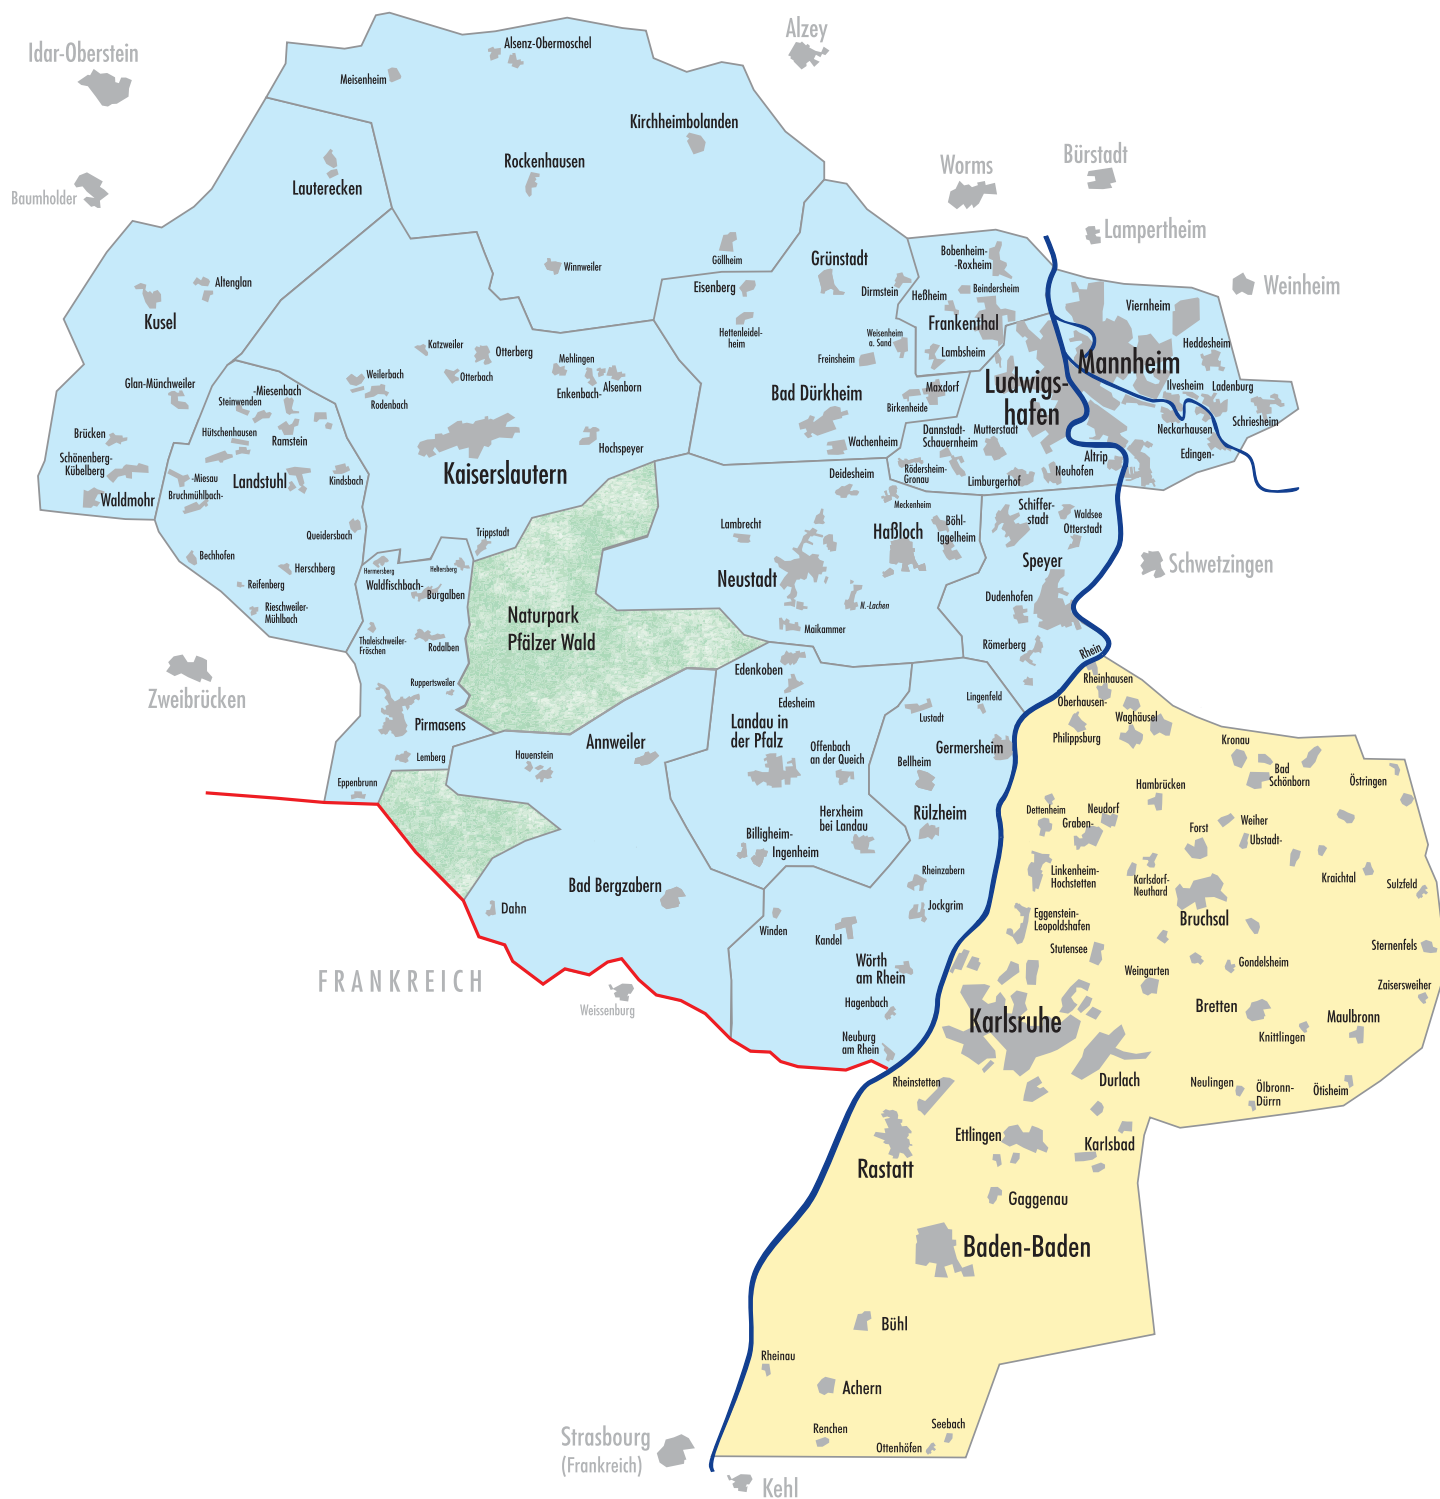 Idar-Oberstein
Alsenz-Obermoschel
Alzey
Meisenheim
Kirchheimbolanden
Rockenhausen
Worms
Bürstadt
Baumholder
Lauterecken
Lampertheim
Göllheim
Winnweiler
Grünstadt
Bobenheim-
-Roxheim
Weinheim
Altenglan
Kusel
Eisenberg
Dirmstein
Heßheim
Beindersheim
Viernheim
Hettenleidel-
heim
Weisenheim
a. Sand
Frankenthal
Heddesheim
Katzweiler
Otterberg
Mehlingen
Freinsheim
Lambsheim
Mannheim
Glan-Münchweiler
Weilerbach
Otterbach
Rodenbach
Enkenbach-
Alsenborn
Bad Dürkheim
Maxdorf
Birkenheide
Ludwigs-
hafen
Ilvesheim
Ladenburg
Schriesheim
-Miesenbach
Steinwenden
Ramstein
Hütschenhausen
Brücken
Schönenberg-
Kübelberg
Waldmohr
Hochspeyer
Wachenheim
Dannstadt-
Schauernheim
Mutterstadt
Neckarhausen
Edingen-
Kaiserslautern
Landstuhl
Kindsbach
-Miesau
Bruchmühlbach-
Deidesheim
Rödersheim-
Gronau
Limburgerhof
Neuhofen
Altrip
Meckenheim
Queidersbach
Trippstadt
Lambrecht
Haßloch
Böhl-
Iggelheim
Schiffer-
stadt
Waldsee
Otterstadt
Bechhofen
Herschberg
Reifenberg
Rieschweiler-
Mühlbach
Hermersberg
Heltersberg
Waldfischbach-
Burgalben
Neustadt
Speyer
Schwetzingen
Dudenhofen
N.-Lachen
Maikammer
Naturpark
Pfälzer Wald
Thaleischweiler-
Fröschen
Rodalben
Römerberg
Rhein
Zweibrücken
Ruppertsweiler
Edenkoben
Edesheim
Lingenfeld
Lustadt
Rheinhausen
Oberhausen-
Waghäusel
Philippsburg
Pirmasens
Lemberg
Annweiler
Hauenstein
Landau in
der Pfalz
Offenbach
an der Queich
Germersheim
Bellheim
Kronau
Bad
Schönborn
Östringen
Eppenbrunn
Hambrücken
Herxheim
bei Landau
Rülzheim
Dettenheim
Neudorf
Graben-
Forst
Weiher
Ubstadt-
Billigheim-
Ingenheim
Rheinzabern
Linkenheim-
Hochstetten
Karlsdorf-
Neuthard
Kraichtal
Sulzfeld
Bad Bergzabern
Dahn
Jockgrim
Eggenstein-
Leopoldshafen
Bruchsal
Winden
Kandel
Stutensee
Sternenfels
FRANKREICH
Wörth
am Rhein
Weingarten
Gondelsheim
Zaisersweiher
Weissenburg
Hagenbach
Karlsruhe
Bretten
Knittlingen
Maulbronn
Neuburg
am Rhein
Rheinstetten
Durlach
Neulingen
Ölbronn-
Dürrn
Ötisheim
Ettlingen
Karlsbad
Rastatt
Gaggenau
Baden-Baden
Bühl
Rheinau
Achern
Renchen
Seebach
Ottenhöfen
Strasbourg
(Frankreich)
Kehl